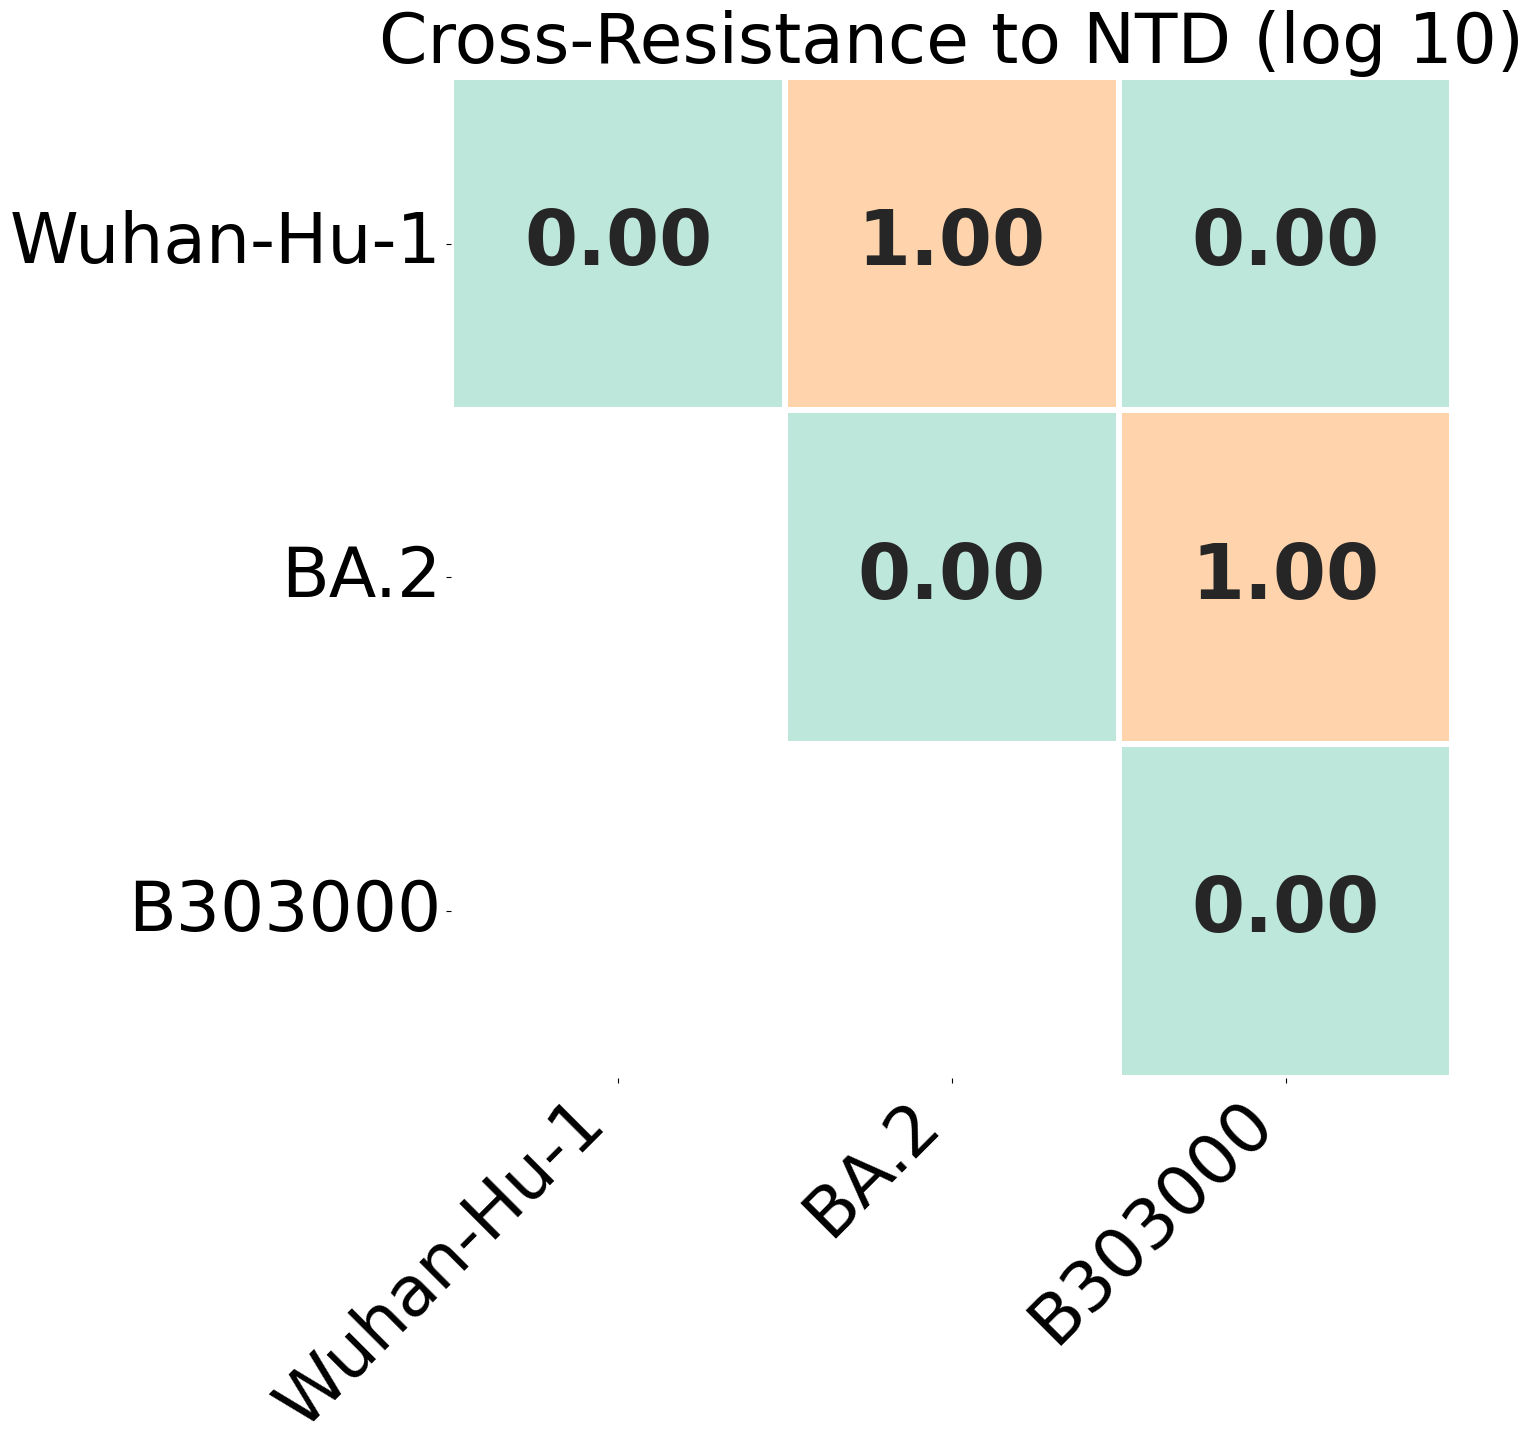 Cross-Resistance to NTD (log 10)
Wuhan-Hu-1 0.00 1.00 0.00
BA.2 0.00 1.00
B303000 0.00
Wuhan-Hu-1 BA.2 B303000